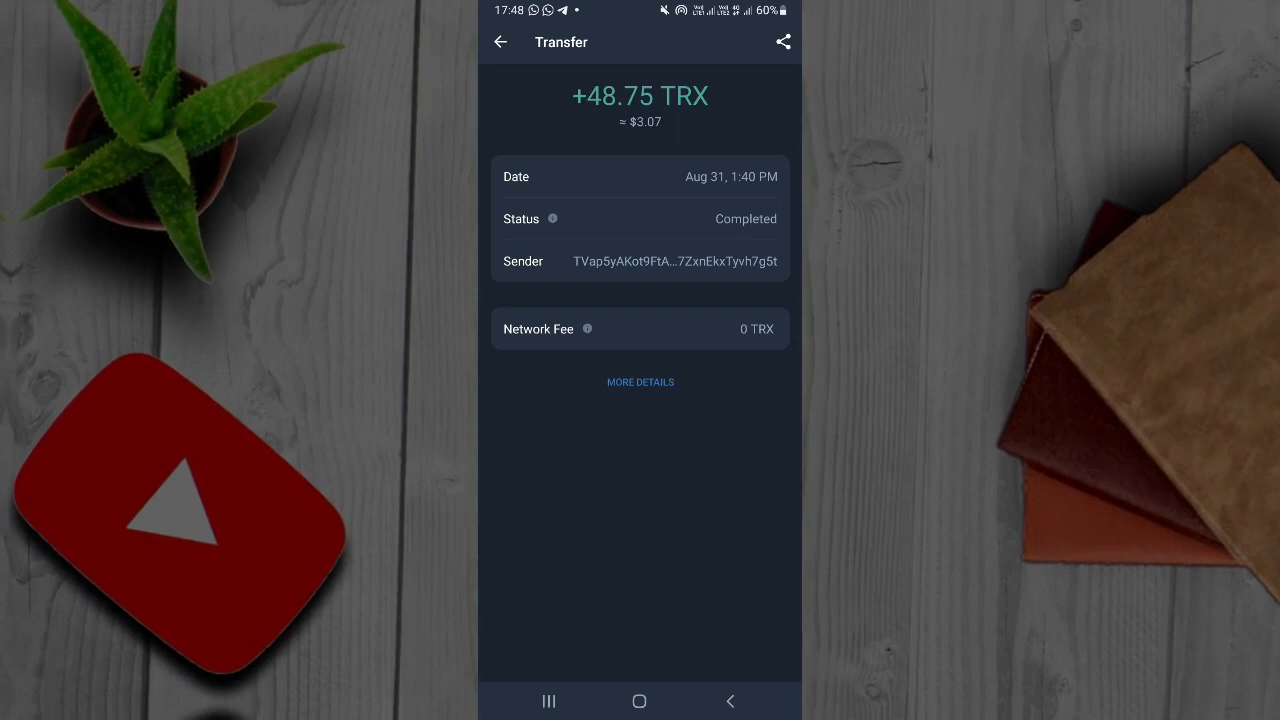 17:48 60%
Transfer
+48.75 TRX
≈ $3.07
Date Aug 31, 1:40 PM
Status Completed
Sender TVap5yAKot9FtA...7ZxnEkxTyvh7g5t
Network Fee 0 TRX
MORE DETAILS